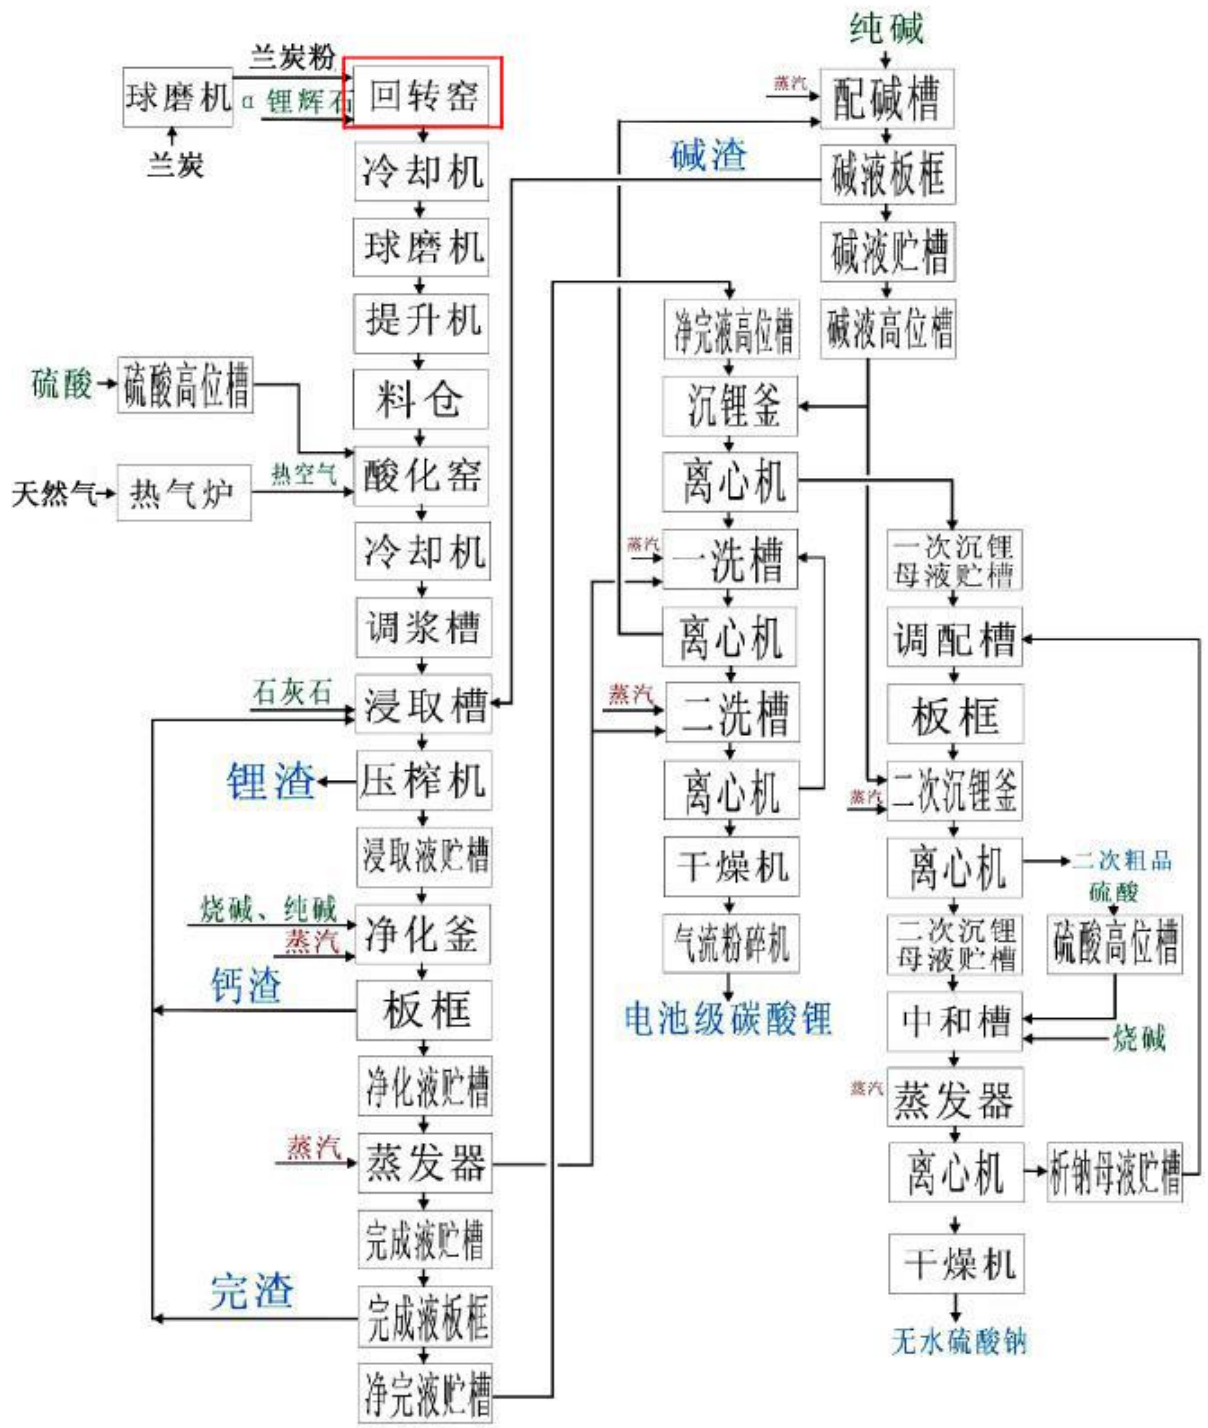 兰炭粉
球磨机
α锂辉石
兰炭
回转窑
冷却机
球磨机
提升机
料仓
硫酸
硫酸高位槽
酸化窑
天然气
热气炉
热空气
冷却机
调浆槽
石灰石
浸取槽
锂渣
压榨机
浸取液贮槽
烧碱、纯碱
蒸汽
净化釜
钙渣
板框
净化液贮槽
蒸汽
蒸发器
完成液贮槽
完渣
完成液板框
净完液贮槽
纯碱
蒸汽
配碱槽
碱渣
碱液板框
碱液贮槽
碱液高位槽
净完液高位槽
沉锂釜
离心机
蒸汽
一洗槽
离心机
蒸汽
二洗槽
离心机
干燥机
气流粉碎机
电池级碳酸锂
一次沉锂
母液贮槽
调配槽
板框
蒸汽
二次沉锂釜
离心机
二次粗品
硫酸
硫酸高位槽
二次沉锂
母液贮槽
中和槽
烧碱
蒸汽
蒸发器
离心机
析钠母液贮槽
干燥机
无水硫酸钠